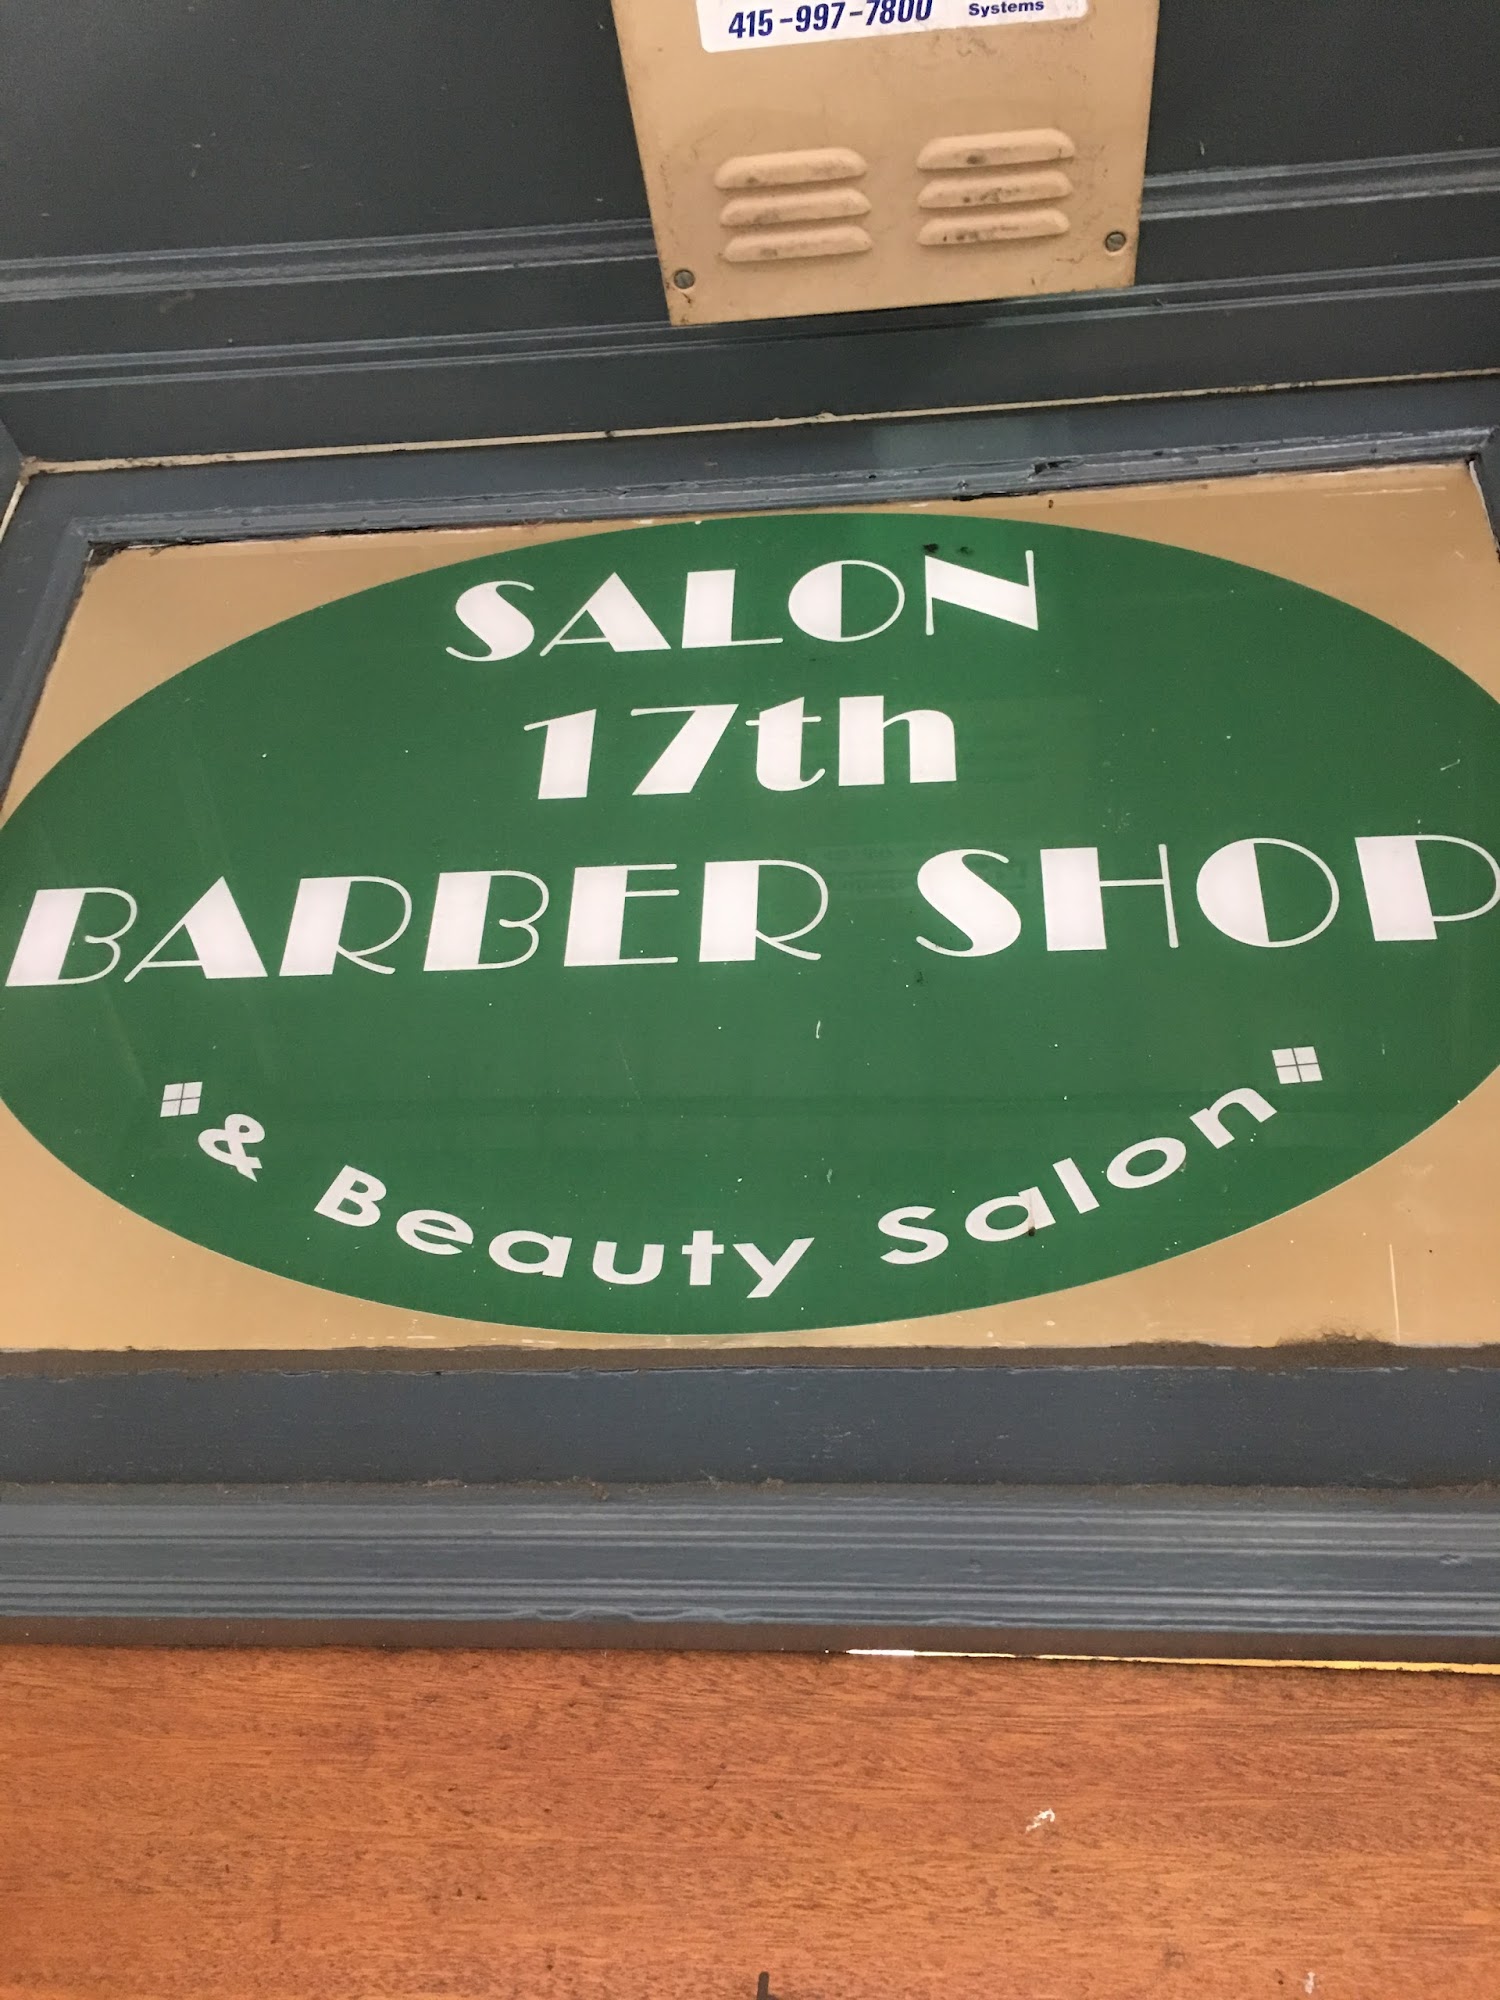 415-997-7800 Systems
SALON
17th
BARBER SHOP
& Beauty Salon